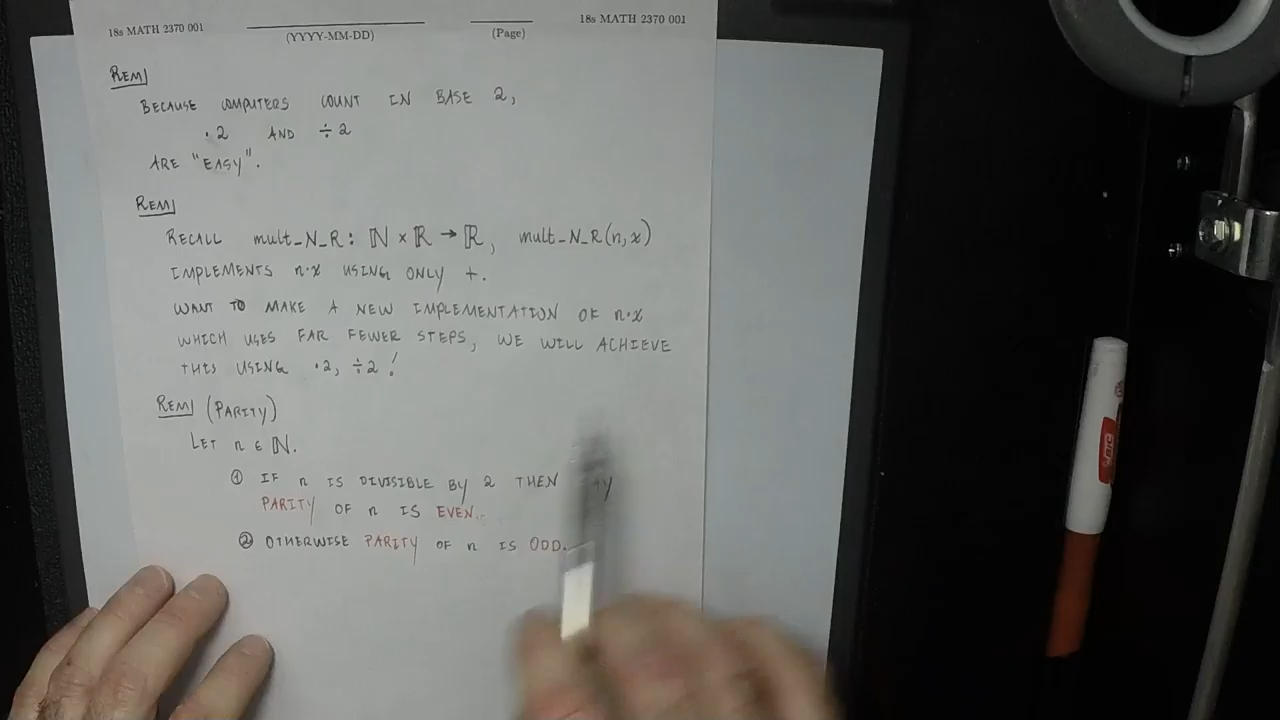 18s MATH 2370 001
(YYYY-MM-DD)
(Page)
18s MATH 2370 001
REM
BECAUSE COMPUTERS COUNT IN BASE 2,
·2 AND ÷2
ARE "EASY".
REM
RECALL mult_N_R: ℕ × ℝ → ℝ, mult_N_R(n,x)
IMPLEMENTS n·x USING ONLY +.
WANT TO MAKE A NEW IMPLEMENTATION OF n·x
WHICH USES FAR FEWER STEPS, WE WILL ACHIEVE
THIS USING ·2, ÷2!
REM (PARITY)
LET n ∈ ℕ.
① IF n IS DIVISIBLE BY 2 THEN
PARITY OF n IS EVEN.
② OTHERWISE PARITY OF n IS ODD.
BIC